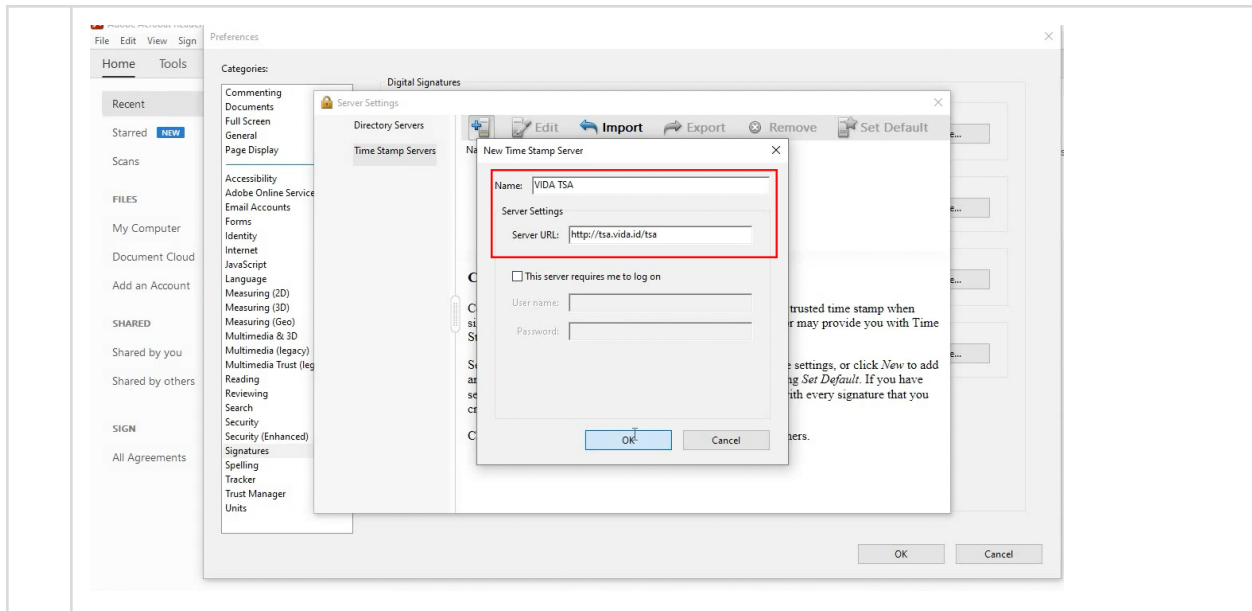 File Edit View Sign
Preferences
Home Tools
Recent
Starred NEW
Scans
FILES
My Computer
Document Cloud
Add an Account
SHARED
Shared by you
Shared by others
SIGN
All Agreements
Categories:
Commenting
Documents
Full Screen
General
Page Display
Accessibility
Adobe Online Service
Email Accounts
Forms
Identity
Internet
JavaScript
Language
Measuring (2D)
Measuring (3D)
Measuring (Geo)
Multimedia & 3D
Multimedia (legacy)
Multimedia Trust (leg
Reading
Reviewing
Search
Security
Security (Enhanced)
Signatures
Spelling
Tracker
Trust Manager
Units
Digital Signatures
Server Settings
Directory Servers
Time Stamp Servers
Edit Import Export Remove Set Default
New Time Stamp Server
Name: VIDA TSA
Server Settings
Server URL: http://tsa.vida.id/tsa
This server requires me to log on
User name:
Password:
OK Cancel
trusted time stamp when
may provide you with Time
settings, or click New to add
Set Default. If you have
with every signature that you
OK Cancel